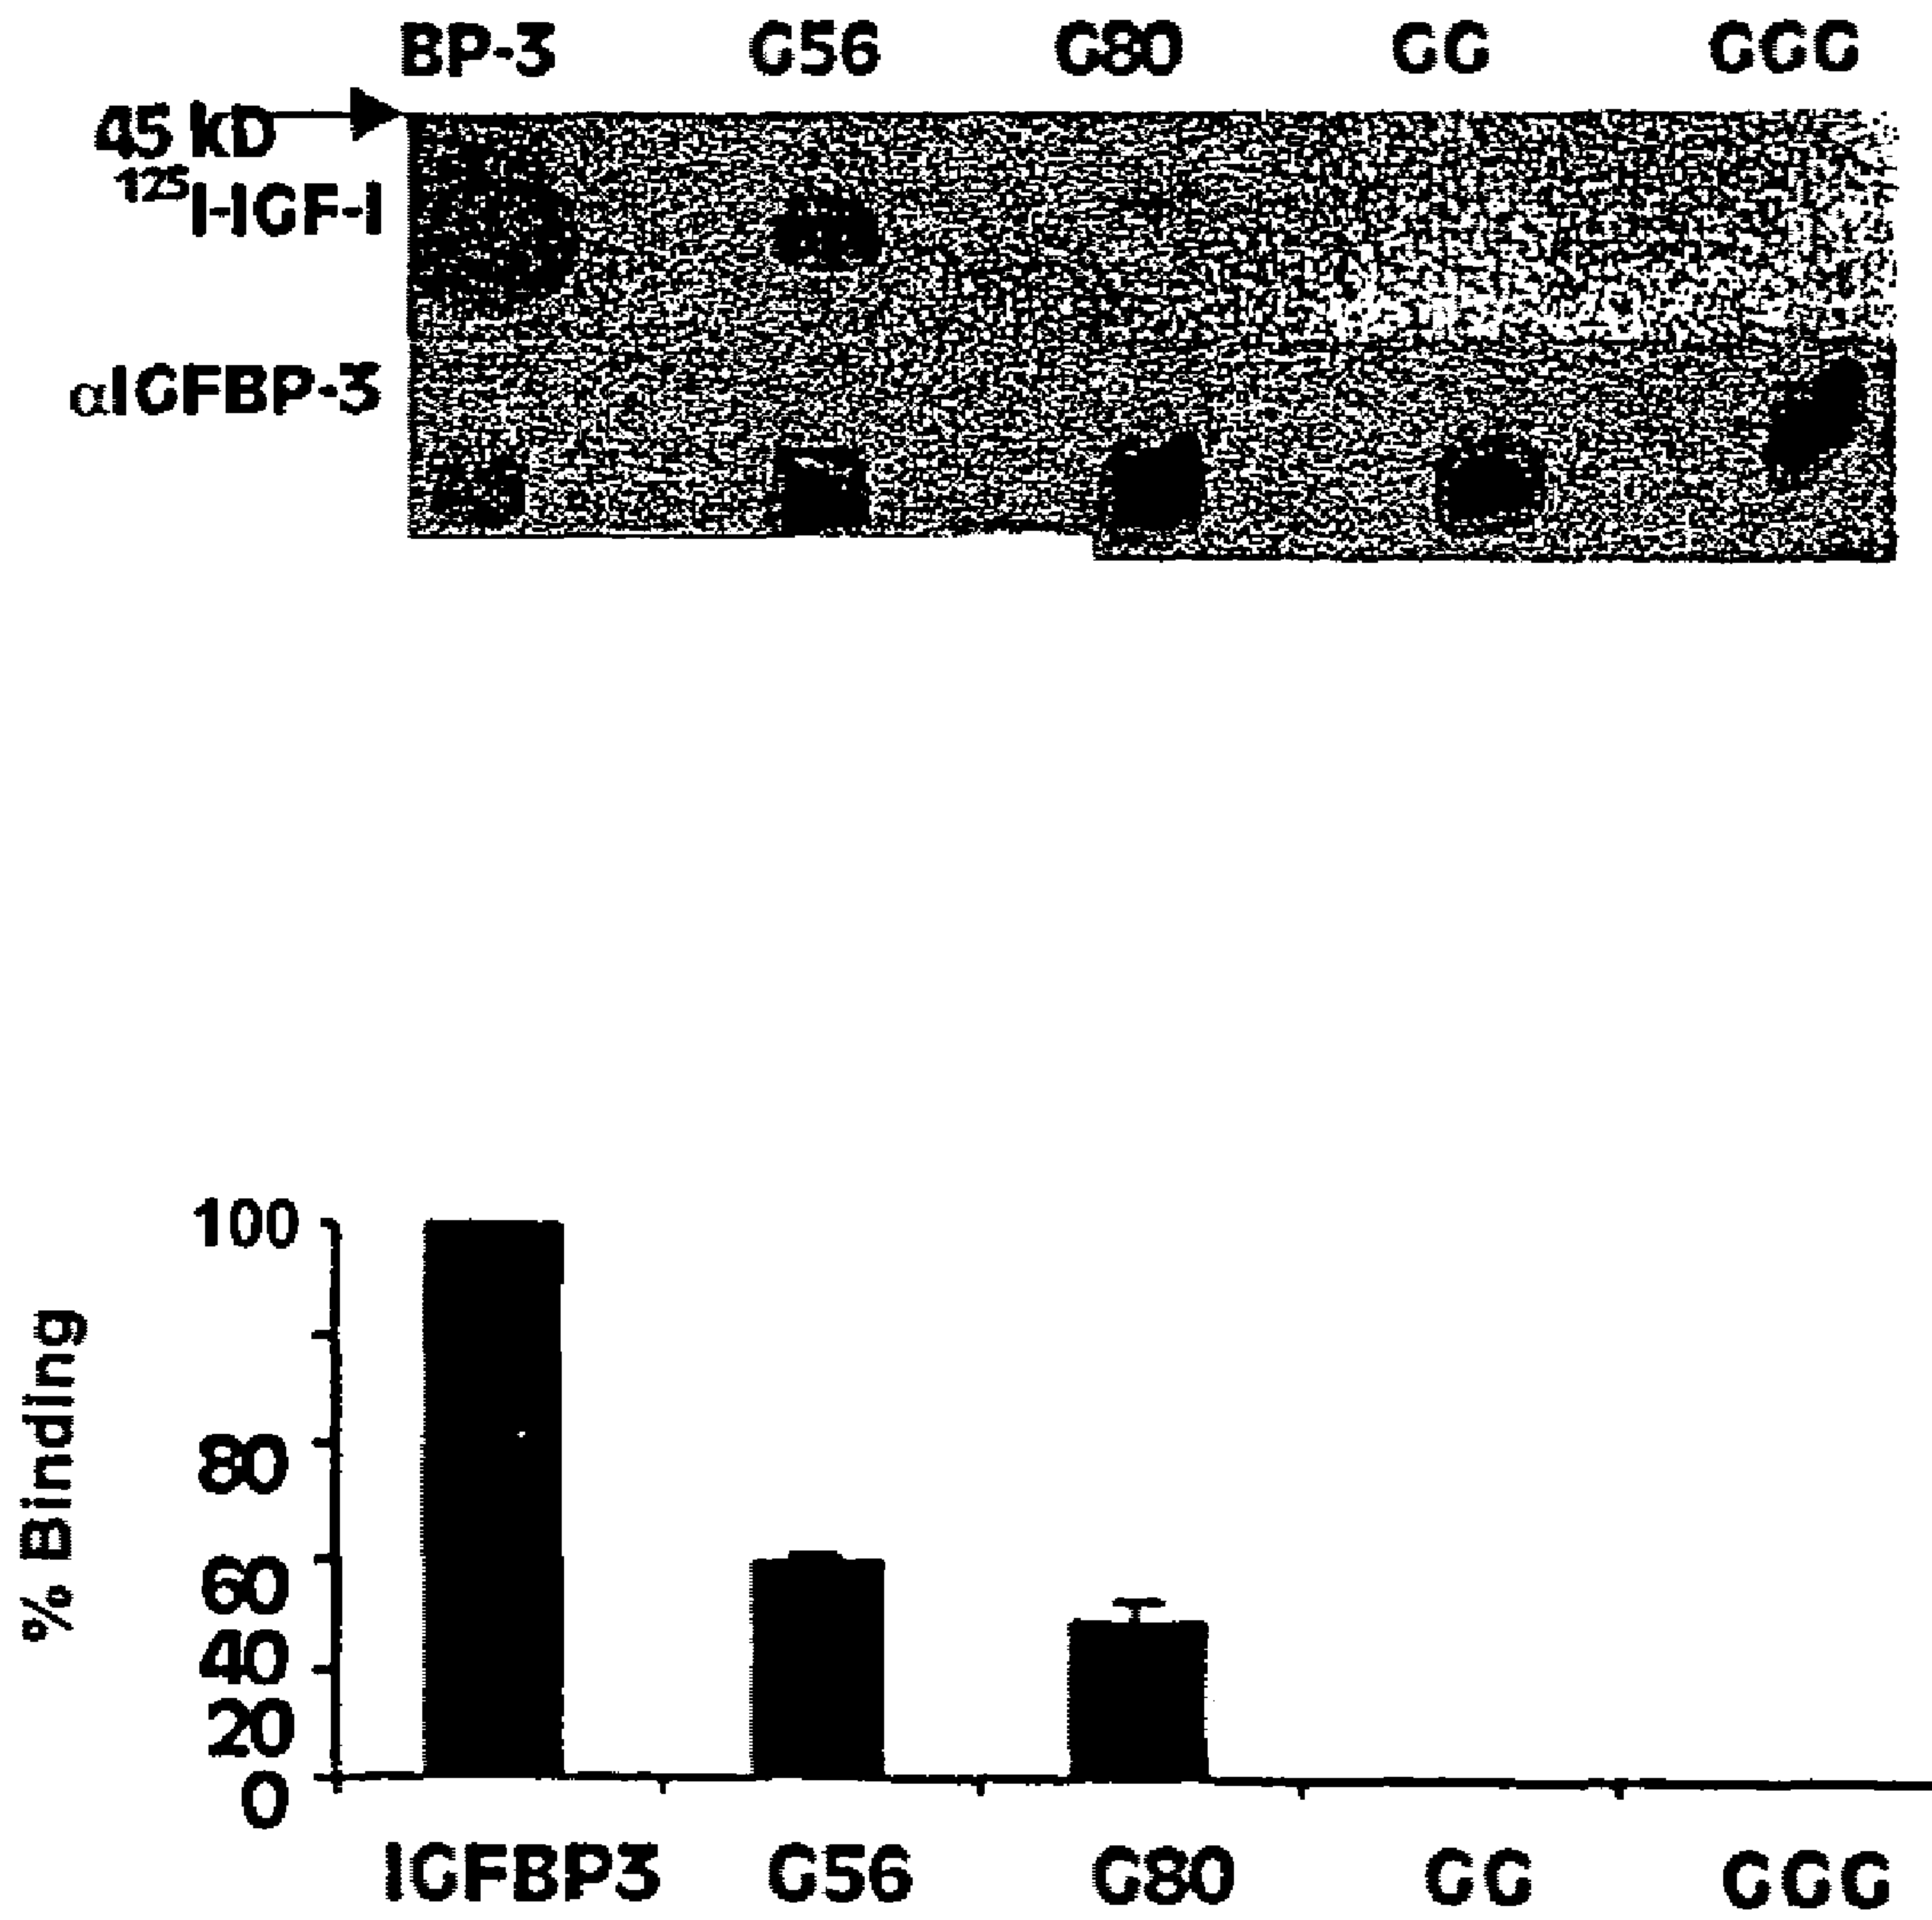 BP-3 G56 G80 GG GGG
45 kD
¹²⁵I-IGF-I
αIGFBP-3
100
80
60
40
20
0
% Binding
IGFBP3 G56 G80 GG GGG